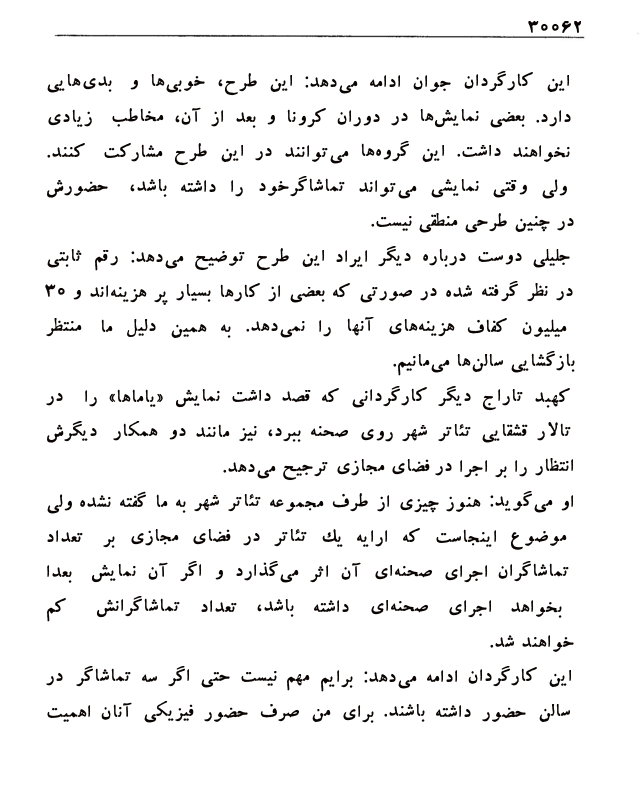 ۳۰۰۶۲
این کارگردان جوان ادامه می‌دهد: این طرح، خوبی‌ها و بدی‌هایی
دارد. بعضی نمایش‌ها در دوران کرونا و بعد از آن، مخاطب زیادی
نخواهند داشت. این گروه‌ها می‌توانند در این طرح مشارکت کنند.
ولی وقتی نمایشی می‌تواند تماشاگرخود را داشته باشد، حضورش
در چنین طرحی منطقی نیست.
جلیلی دوست درباره دیگر ایراد این طرح توضیح می‌دهد: رقم ثابتی
در نظر گرفته شده در صورتی که بعضی از کارها بسیار پر هزینه‌اند و ۳۰
میلیون کفاف هزینه‌های آنها را نمی‌دهد. به همین دلیل ما منتظر
بازگشایی سالن‌ها می‌مانیم.
کهبد تاراج دیگر کارگردانی که قصد داشت نمایش «یاماها» را در
تالار قشقایی تئاتر شهر روی صحنه ببرد، نیز مانند دو همکار دیگرش
انتظار را بر اجرا در فضای مجازی ترجیح می‌دهد.
او می‌گوید: هنوز چیزی از طرف مجموعه تئاتر شهر به ما گفته نشده ولی
موضوع اینجاست که ارایه یك تئاتر در فضای مجازی بر تعداد
تماشاگران اجرای صحنه‌ای آن اثر می‌گذارد و اگر آن نمایش بعدا
بخواهد اجرای صحنه‌ای داشته باشد، تعداد تماشاگرانش کم
خواهند شد.
این کارگردان ادامه می‌دهد: برایم مهم نیست حتی اگر سه تماشاگر در
سالن حضور داشته باشند. برای من صرف حضور فیزیکی آنان اهمیت